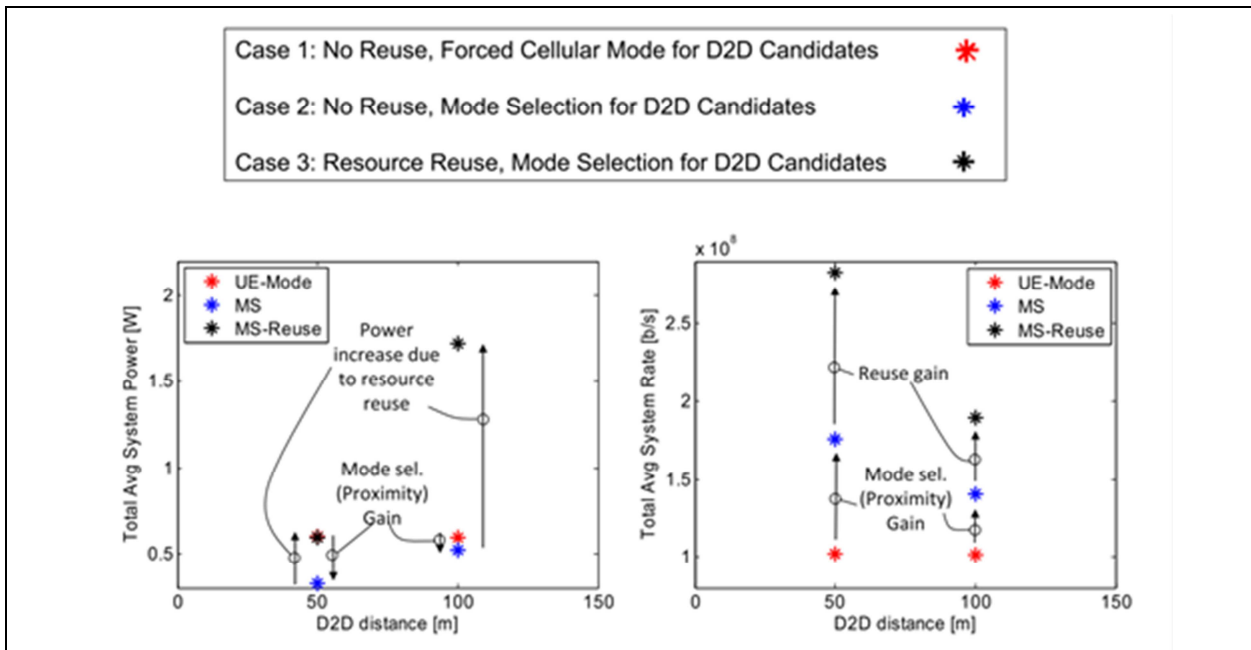 Case 1: No Reuse, Forced Cellular Mode for D2D Candidates
Case 2: No Reuse, Mode Selection for D2D Candidates
Case 3: Resource Reuse, Mode Selection for D2D Candidates
Total Avg System Power [W]
2
1.5
1
0.5
UE-Mode
MS
MS-Reuse
Power
increase due
to resource
reuse
Mode sel.
(Proximity)
Gain
0
50
100
150
D2D distance [m]
x 10^8
Total Avg System Rate [b/s]
2.5
2
1.5
1
UE-Mode
MS
MS-Reuse
Reuse gain
Mode sel.
(Proximity)
Gain
0
50
100
150
D2D distance [m]